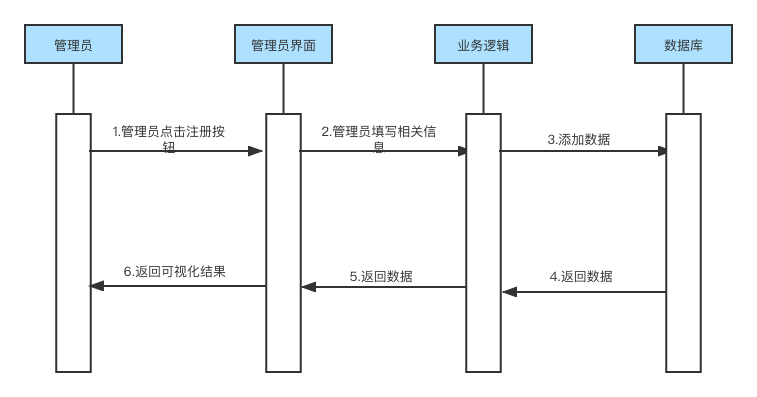 管理员
管理员界面
业务逻辑
数据库
1.管理员点击注册按
钮
2.管理员填写相关信
息
3.添加数据
6.返回可视化结果
5.返回数据
4.返回数据